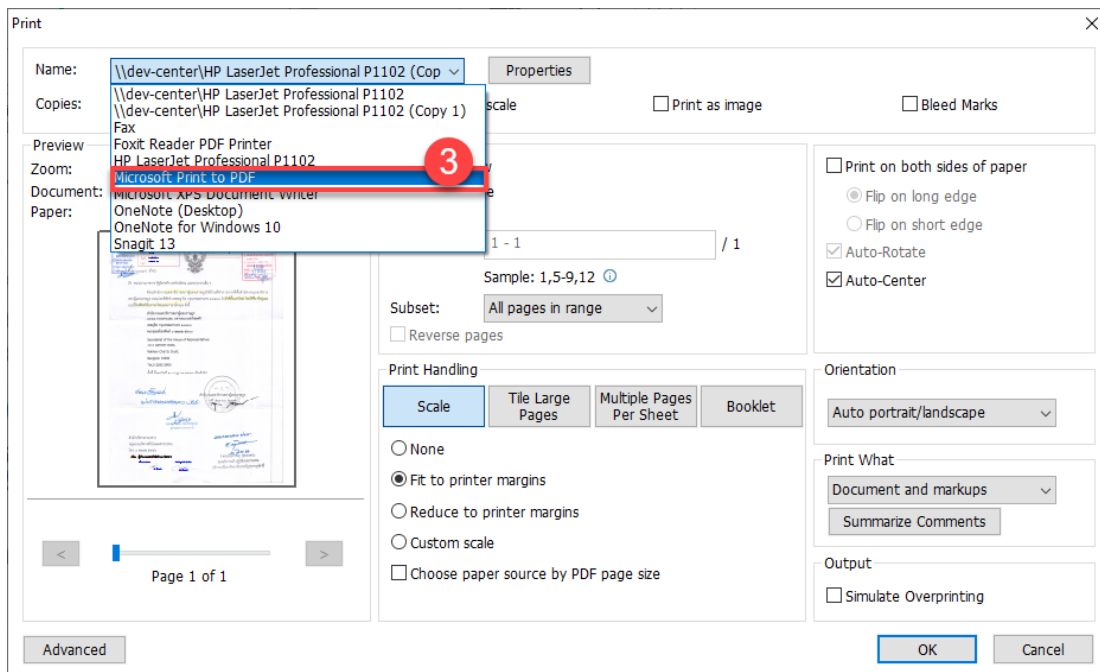 Print
Name:
\\dev-center\HP LaserJet Professional P1102 (Cop
Properties
\\dev-center\HP LaserJet Professional P1102
\\dev-center\HP LaserJet Professional P1102 (Copy 1)
Fax
Foxit Reader PDF Printer
HP LaserJet Professional P1102
Microsoft Print to PDF
3
Microsoft XPS Document Writer
OneNote (Desktop)
OneNote for Windows 10
Snagit 13
Copies:
scale
Print as image
Bleed Marks
Preview
Zoom:
Document:
Paper:
< >
Page 1 of 1
1 - 1 / 1
Sample: 1,5-9,12
Subset: All pages in range
Reverse pages
Print Handling
Scale
Tile Large
Pages
Multiple Pages
Per Sheet
Booklet
None
Fit to printer margins
Reduce to printer margins
Custom scale
Choose paper source by PDF page size
Print on both sides of paper
Flip on long edge
Flip on short edge
Auto-Rotate
Auto-Center
Orientation
Auto portrait/landscape
Print What
Document and markups
Summarize Comments
Output
Simulate Overprinting
Advanced
OK
Cancel